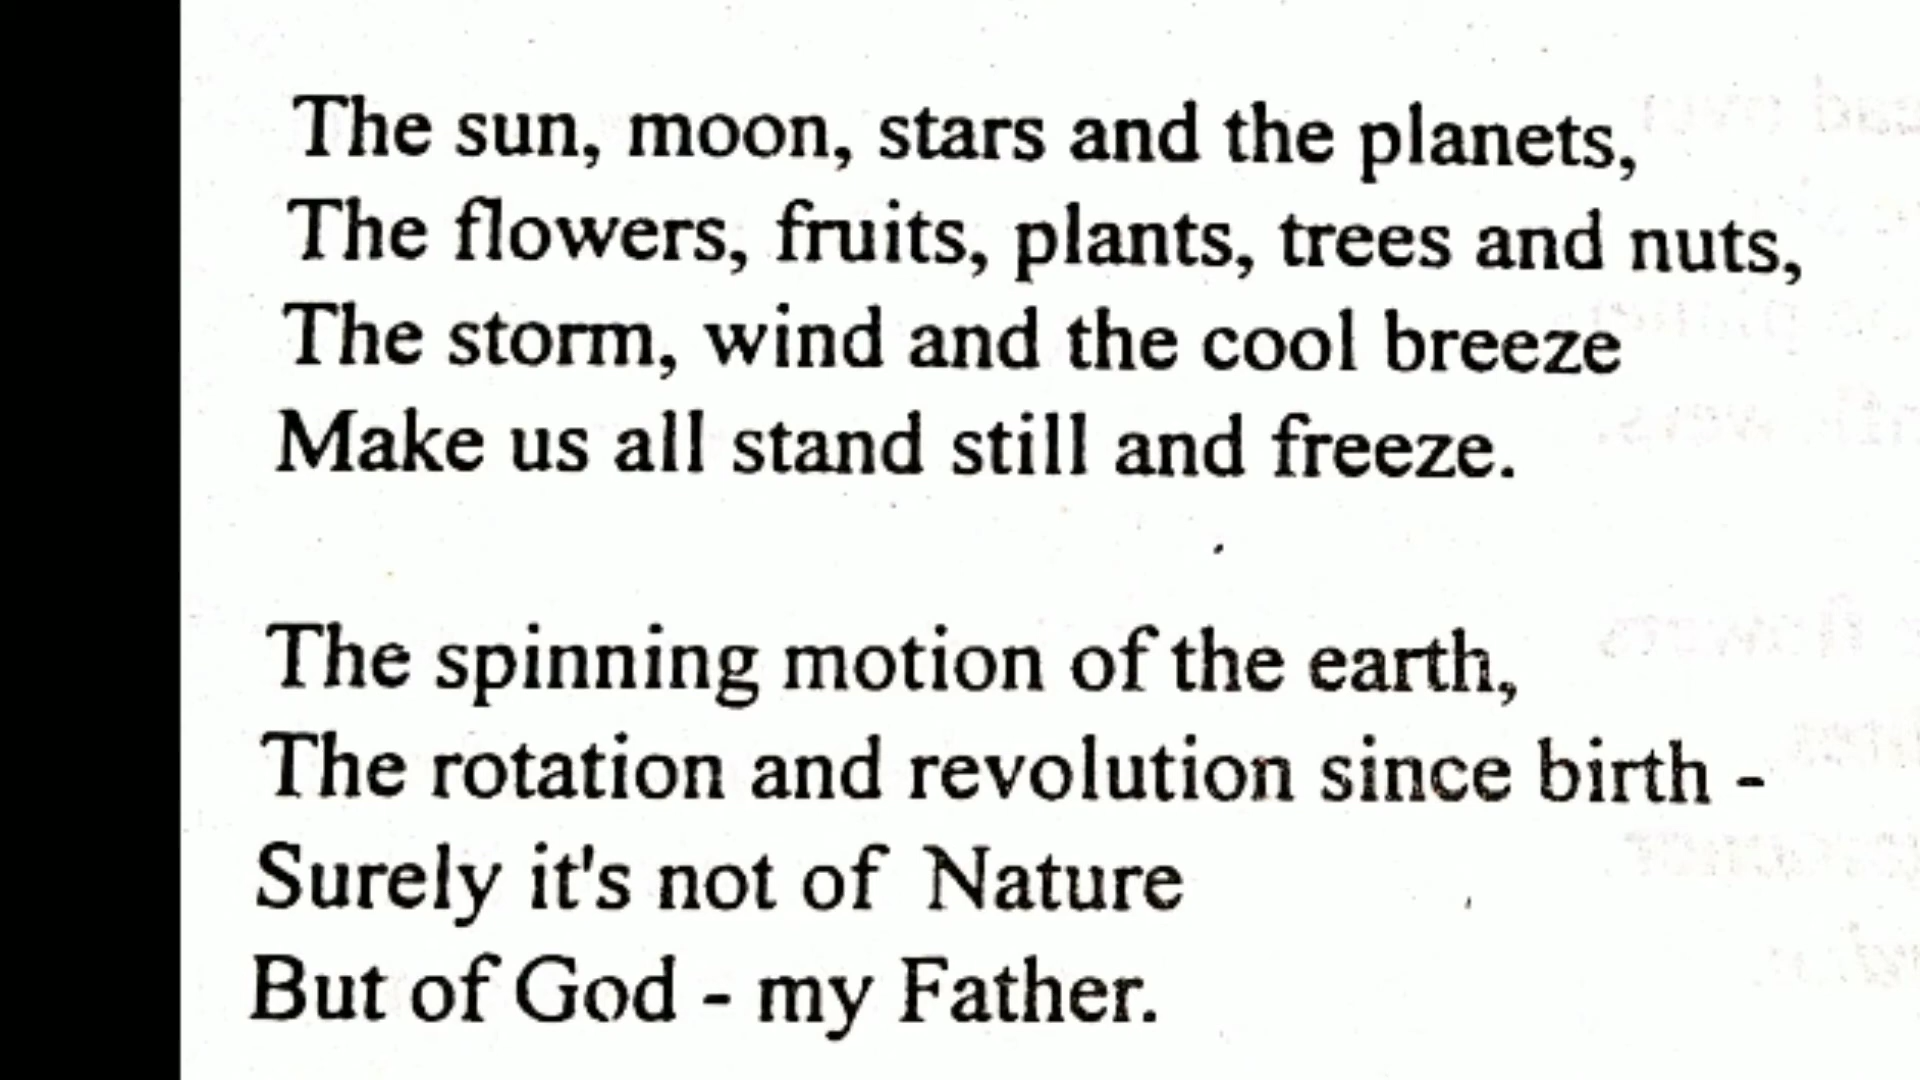 The sun, moon, stars and the planets,
The flowers, fruits, plants, trees and nuts,
The storm, wind and the cool breeze
Make us all stand still and freeze.
The spinning motion of the earth,
The rotation and revolution since birth -
Surely it's not of Nature
But of God - my Father.